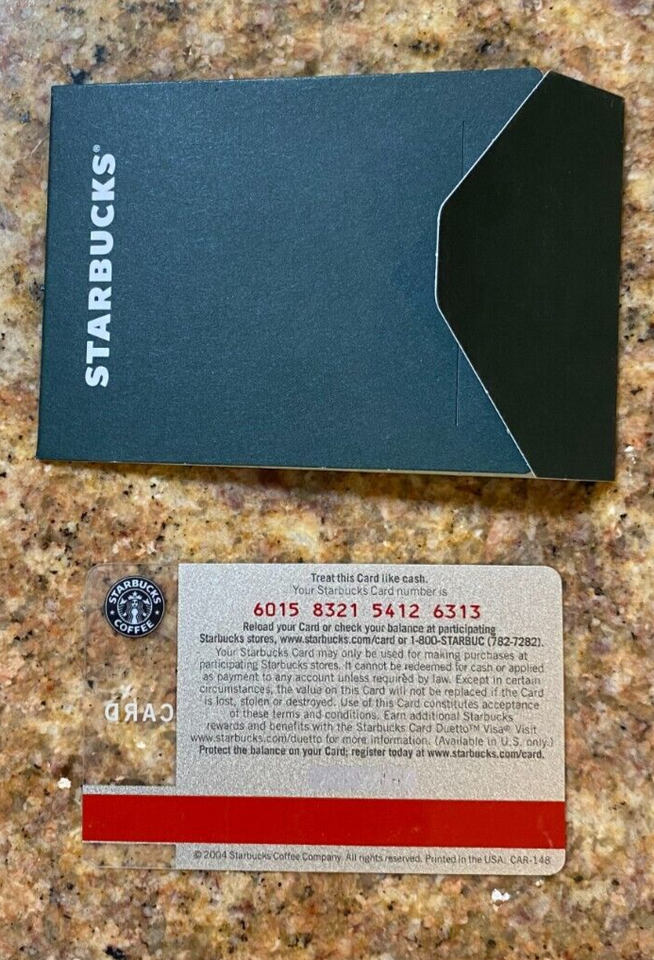 STARBUCKS®
STARBUCKS
COFFEE
CARD
Treat this Card like cash.
Your Starbucks Card number is
6015 8321 5412 6313
Reload your Card or check your balance at participating
Starbucks stores, www.starbucks.com/card or 1-800-STARBUC (782-7282).
Your Starbucks Card may only be used for making purchases at
participating Starbucks stores. It cannot be redeemed for cash or applied
as payment to any account unless required by law. Except in certain
circumstances, the value on this Card will not be replaced if the Card
is lost, stolen or destroyed. Use of this Card constitutes acceptance
of these terms and conditions. Earn additional Starbucks
rewards and benefits with the Starbucks Card Duetto™ Visa®. Visit
www.starbucks.com/duetto for more information. (Available in U.S. only.)
Protect the balance on your Card; register today at www.starbucks.com/card.
© 2004 Starbucks Coffee Company. All rights reserved. Printed in the USA. CAR-148